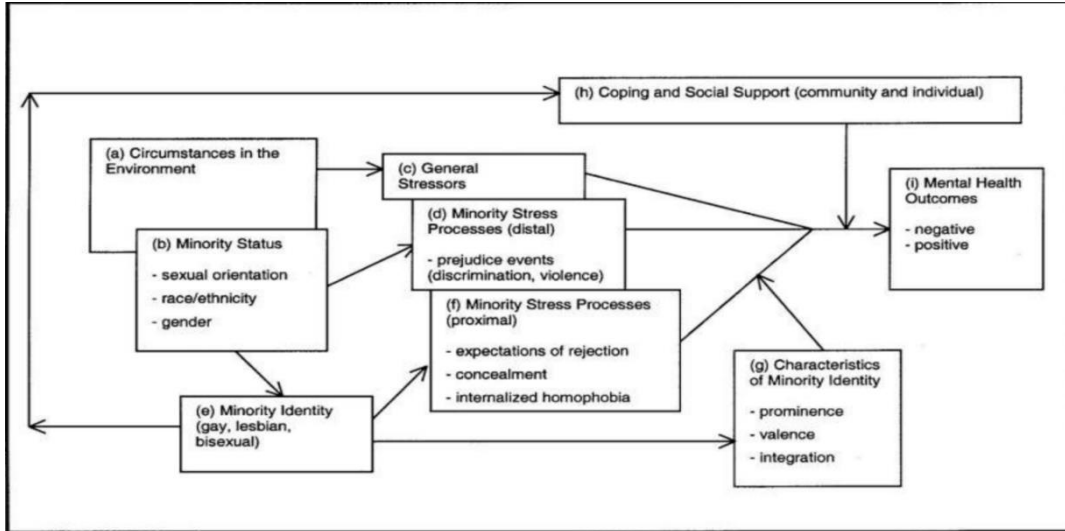 (h) Coping and Social Support (community and individual)
(a) Circumstances in the
Environment
(c) General
Stressors
(i) Mental Health
Outcomes
- negative
- positive
(d) Minority Stress
Processes (distal)
- prejudice events
(discrimination, violence)
(b) Minority Status
- sexual orientation
- race/ethnicity
- gender
(f) Minority Stress Processes
(proximal)
- expectations of rejection
- concealment
- internalized homophobia
(g) Characteristics
of Minority Identity
- prominence
- valence
- integration
(e) Minority Identity
(gay, lesbian,
bisexual)